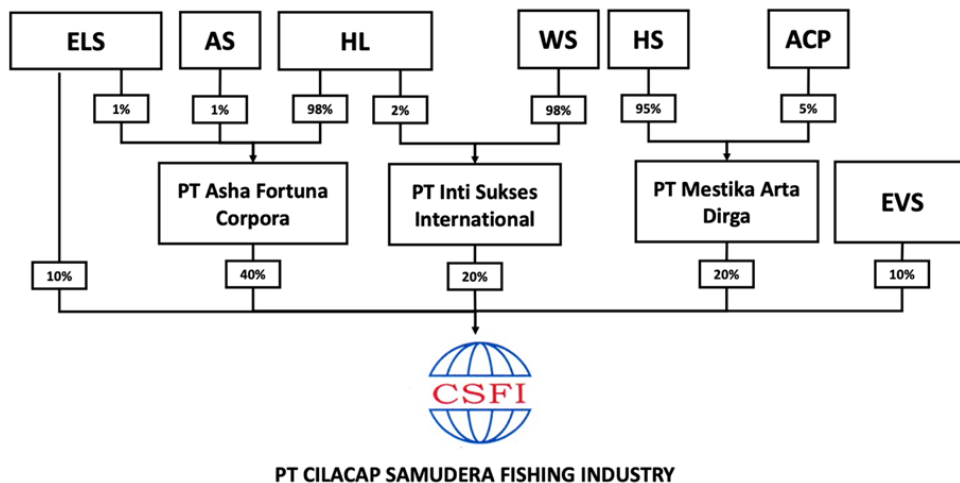 ELS
AS
HL
WS
HS
ACP
1%
1%
98%
2%
98%
95%
5%
PT Asha Fortuna
Corpora
PT Inti Sukses
International
PT Mestika Arta
Dirga
EVS
10%
40%
20%
20%
10%
CSFI
PT CILACAP SAMUDERA FISHING INDUSTRY